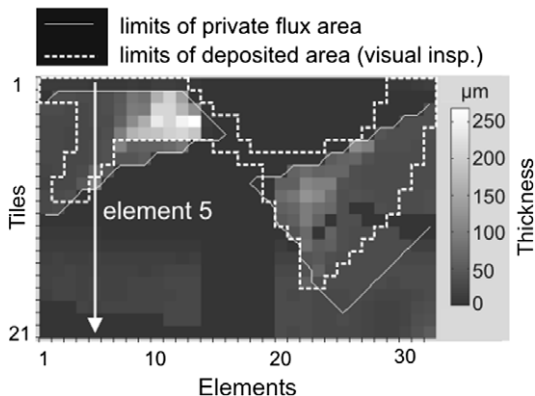 limits of private flux area
limits of deposited area (visual insp.)
1
Tiles
21
element 5
1 10 20 30
Elements
µm
250
200
150
100
50
0
Thickness